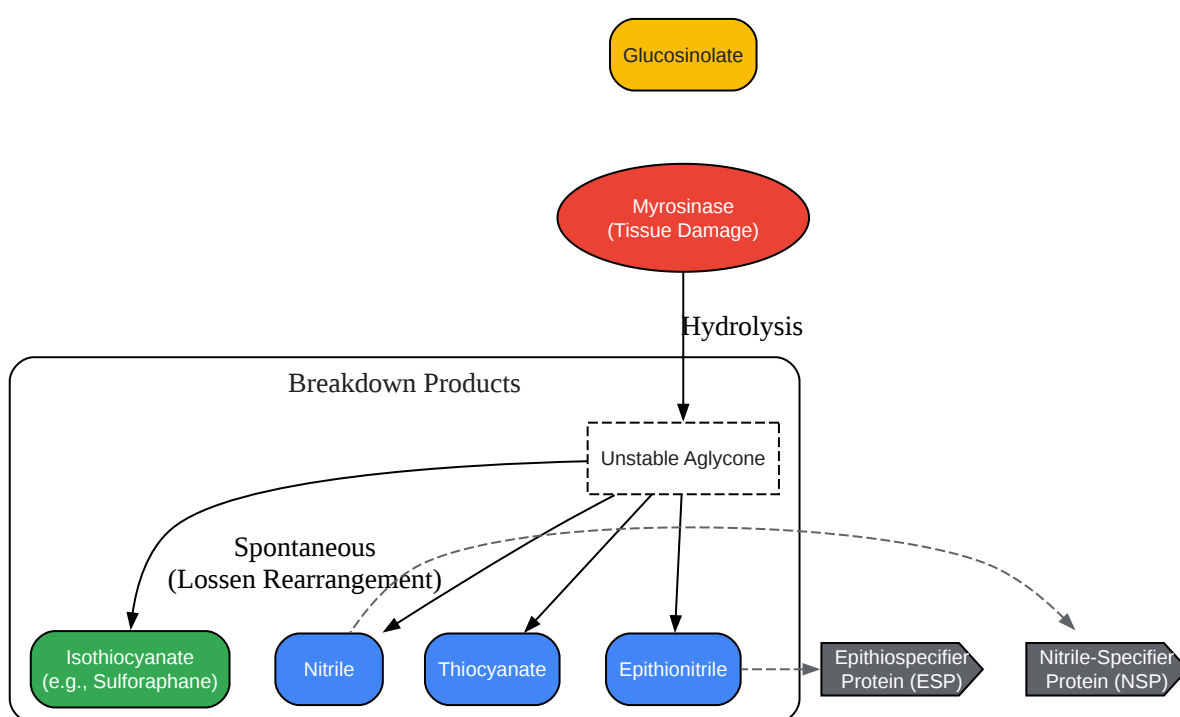 Glucosinolate
Myrosinase
(Tissue Damage)
Hydrolysis
Breakdown Products
Unstable Aglycone
Spontaneous
(Lossen Rearrangement)
Isothiocyanate
(e.g., Sulforaphane)
Nitrile
Thiocyanate
Epithionitrile
Epithiospecifier
Protein (ESP)
Nitrile-Specifier
Protein (NSP)